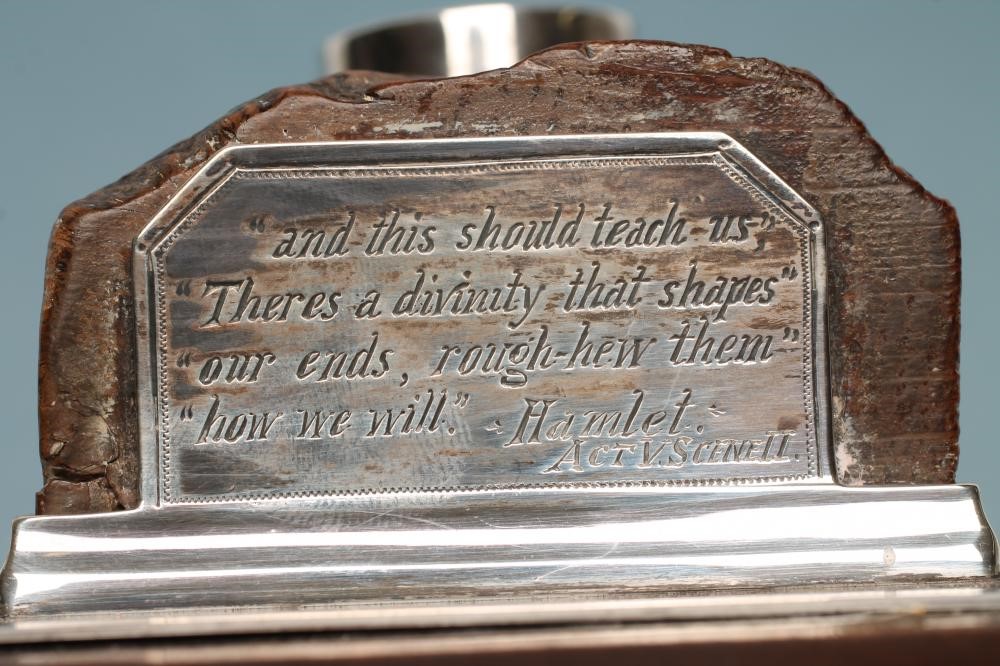 "and this should teach us,"
"Theres a divinity that shapes"
"our ends, rough-hew them"
"how we will." - Hamlet. -
Act V. Scene II.